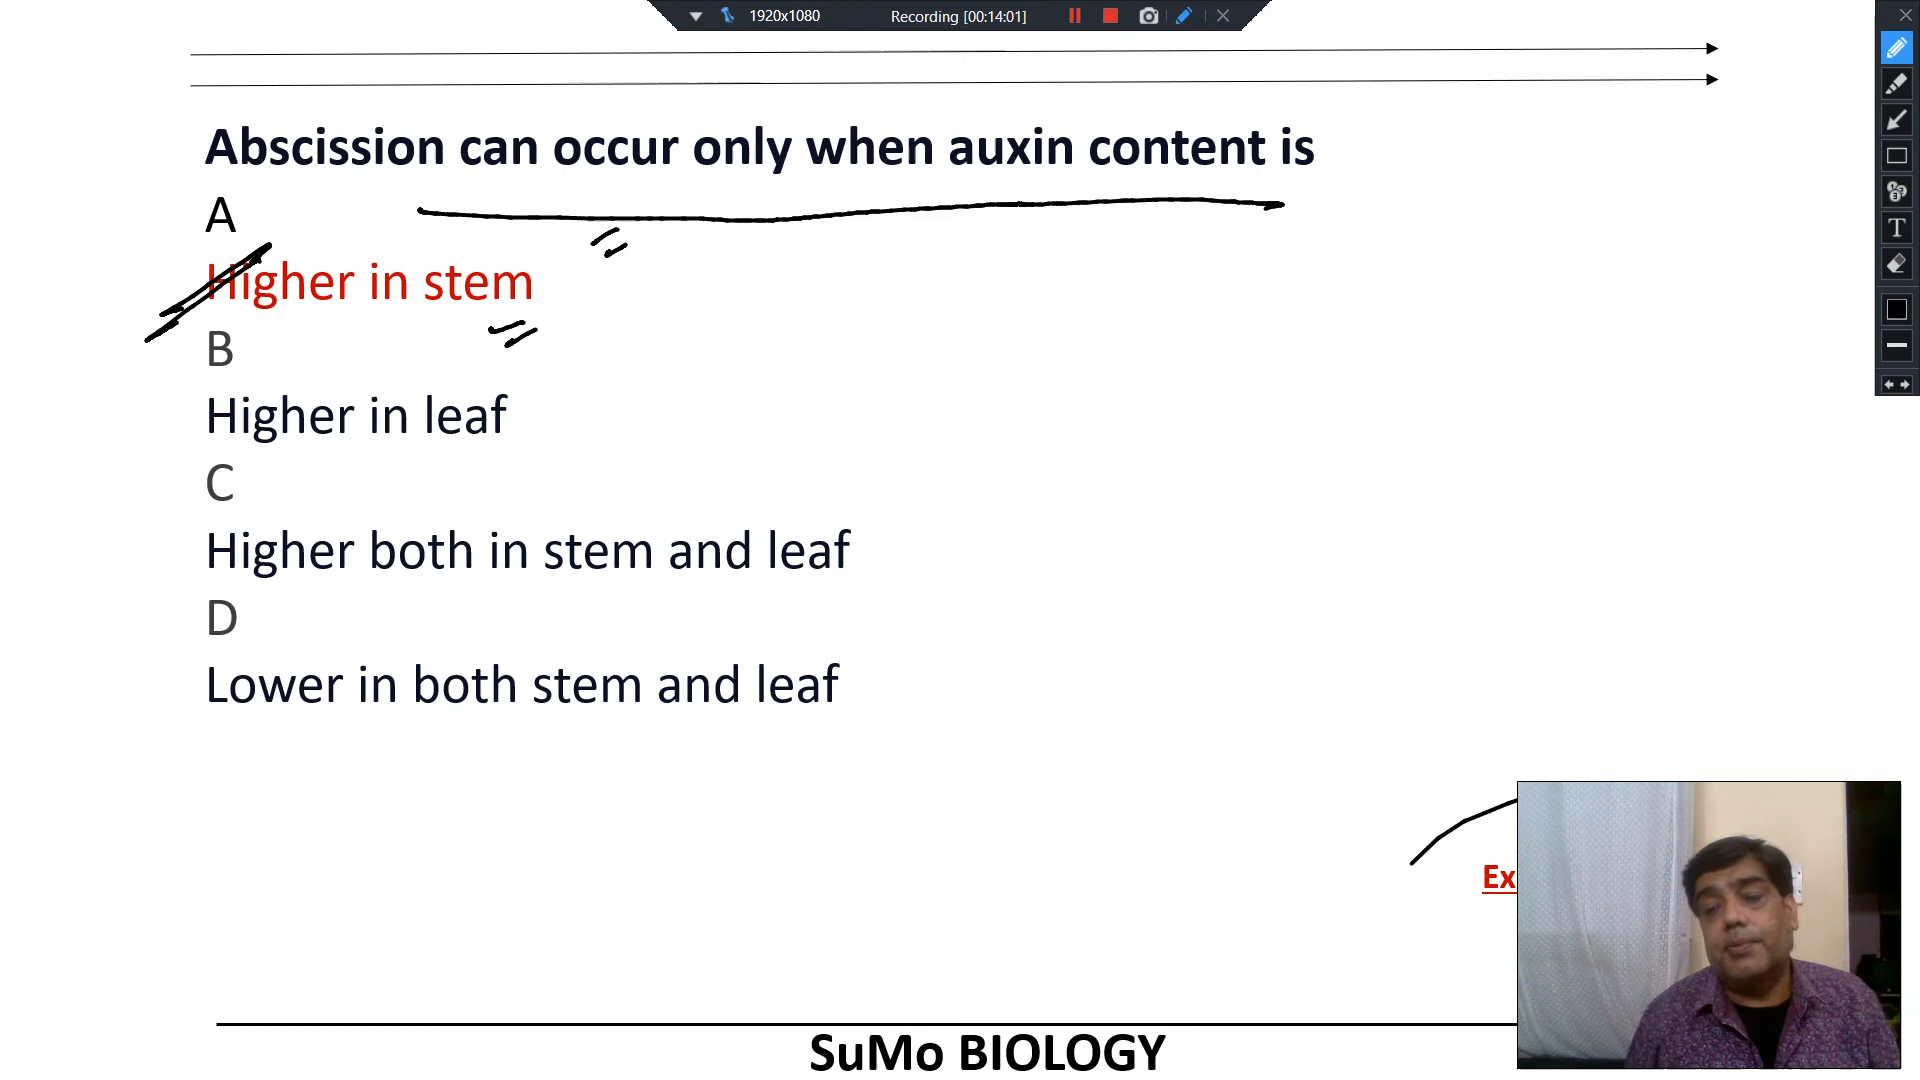 1920x1080
Recording [00:14:01]
Abscission can occur only when auxin content is
A
Higher in stem
B
Higher in leaf
C
Higher both in stem and leaf
D
Lower in both stem and leaf
Ex
SuMo BIOLOGY